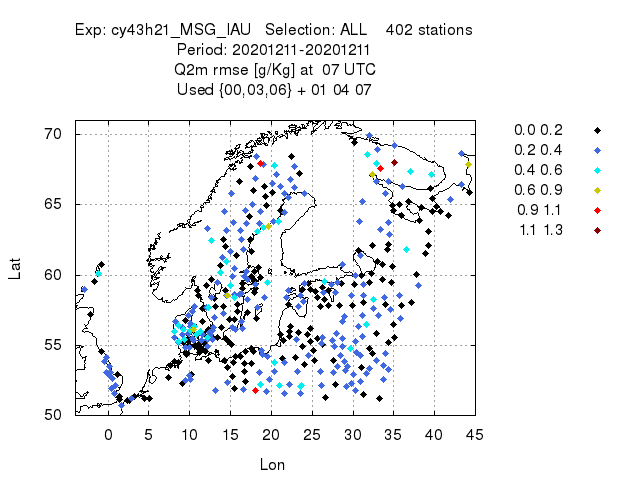 Exp: cy43h21_MSG_IAU Selection: ALL 402 stations
Period: 20201211-20201211
Q2m rmse [g/Kg] at 07 UTC
Used {00,03,06} + 01 04 07
70
65
60
55
50
Lat
0 5 10 15 20 25 30 35 40 45
Lon
0.0 0.2
0.2 0.4
0.4 0.6
0.6 0.9
0.9 1.1
1.1 1.3